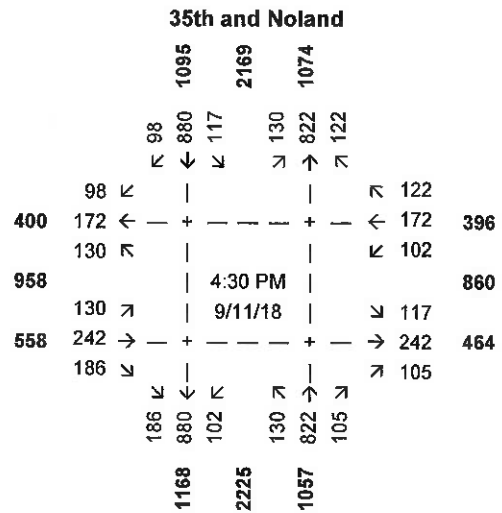 35th and Noland
1095 2169 1074
98 880 117 130 822 122
↙ ↓ ↘ ↗ ↑ ↖
98 ↙ ↖ 122
400 172 ← ← 172 396
130 ↖ ↙ 102
958 4:30 PM 860
130 ↗ 9/11/18 ↘ 117
558 242 → → 242 464
186 ↘ ↗ 105
↘ ↓ ↙ ↖ ↑ ↗
186 880 102 130 822 105
1168 2225 1057